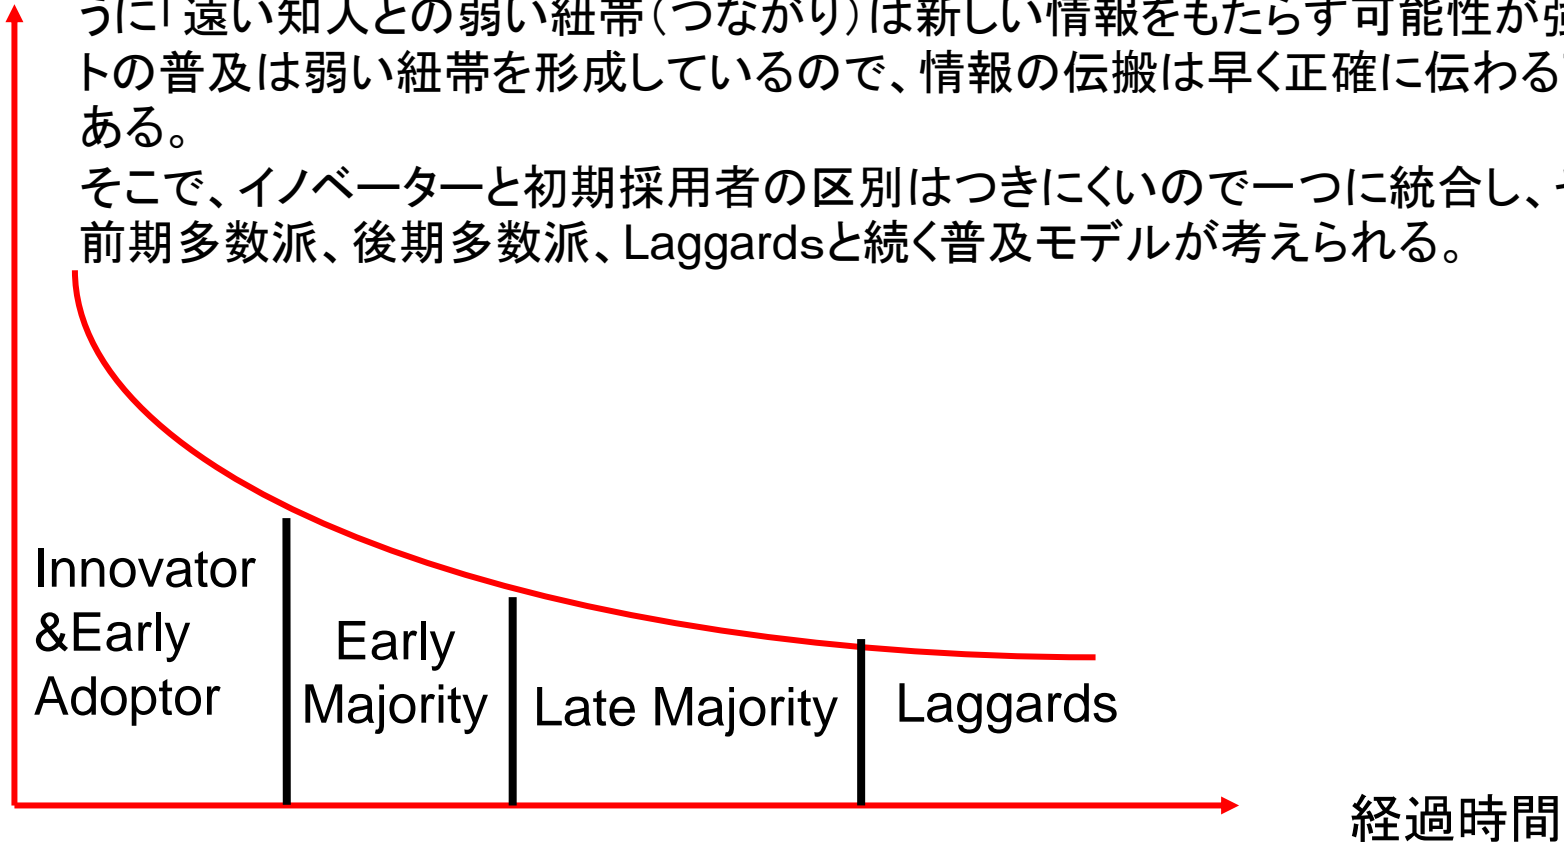 うに「遠い知人との弱い紐帯（つながり）は新しい情報をもたらす可能性が強
トの普及は弱い紐帯を形成しているので、情報の伝搬は早く正確に伝わる
ある。
そこで、イノベーターと初期採用者の区別はつきにくいので一つに統合し、
前期多数派、後期多数派、Laggardsと続く普及モデルが考えられる。
Innovator
&Early
Adoptor
Early
Majority
Late Majority
Laggards
経過時間